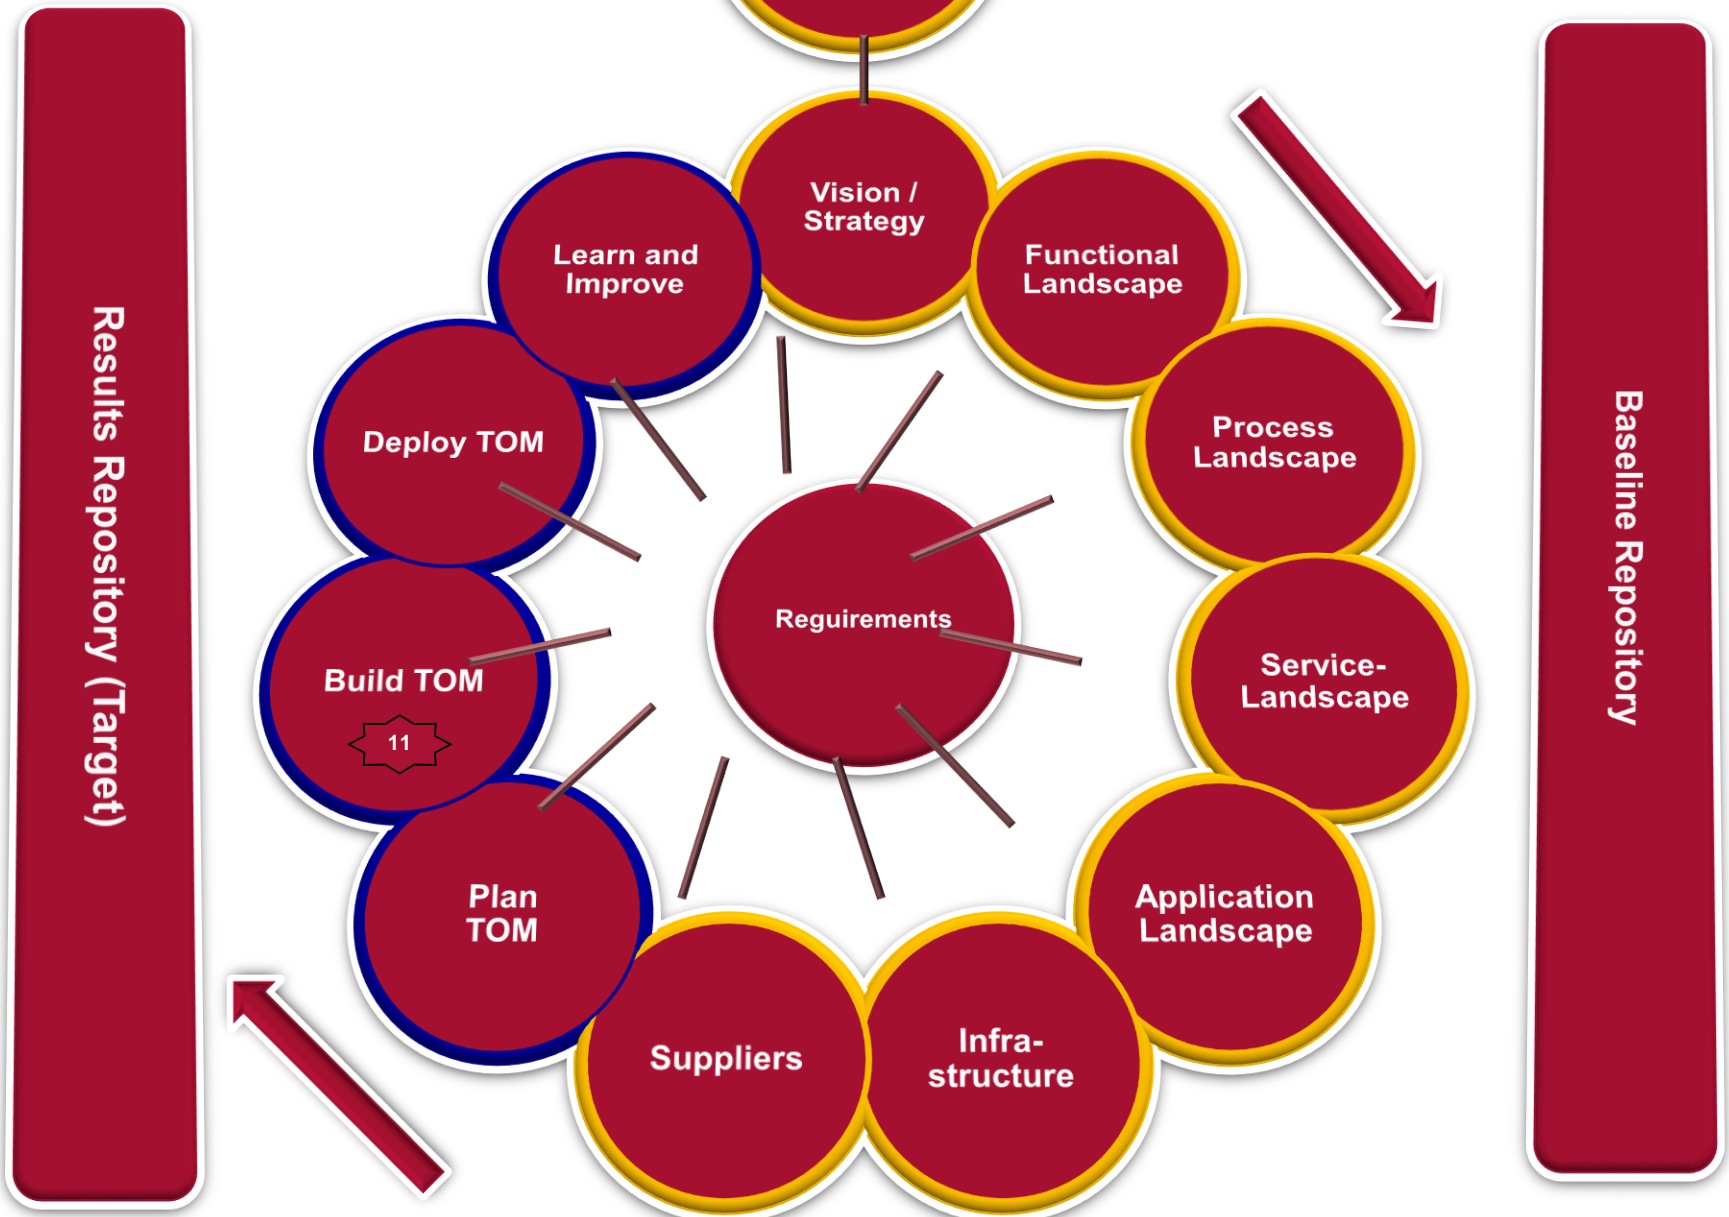 Vision /
Strategy
Functional
Landscape
Process
Landscape
Service-
Landscape
Application
Landscape
Infra-
structure
Suppliers
Plan
TOM
Build TOM
11
Deploy TOM
Learn and
Improve
Reguirements
Results Repository (Target)
Baseline Repository